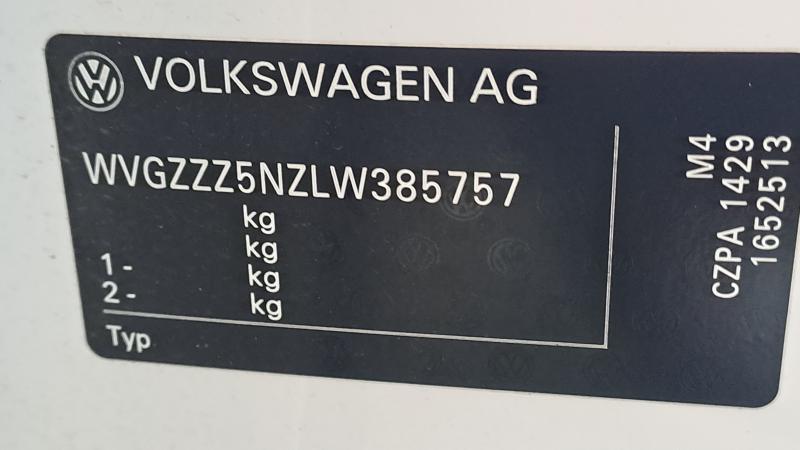 VOLKSWAGEN AG
WVGZZZ5NZLW385757
kg
kg
1 - kg
2 - kg
Typ
M4
CZPA 1429
1652513